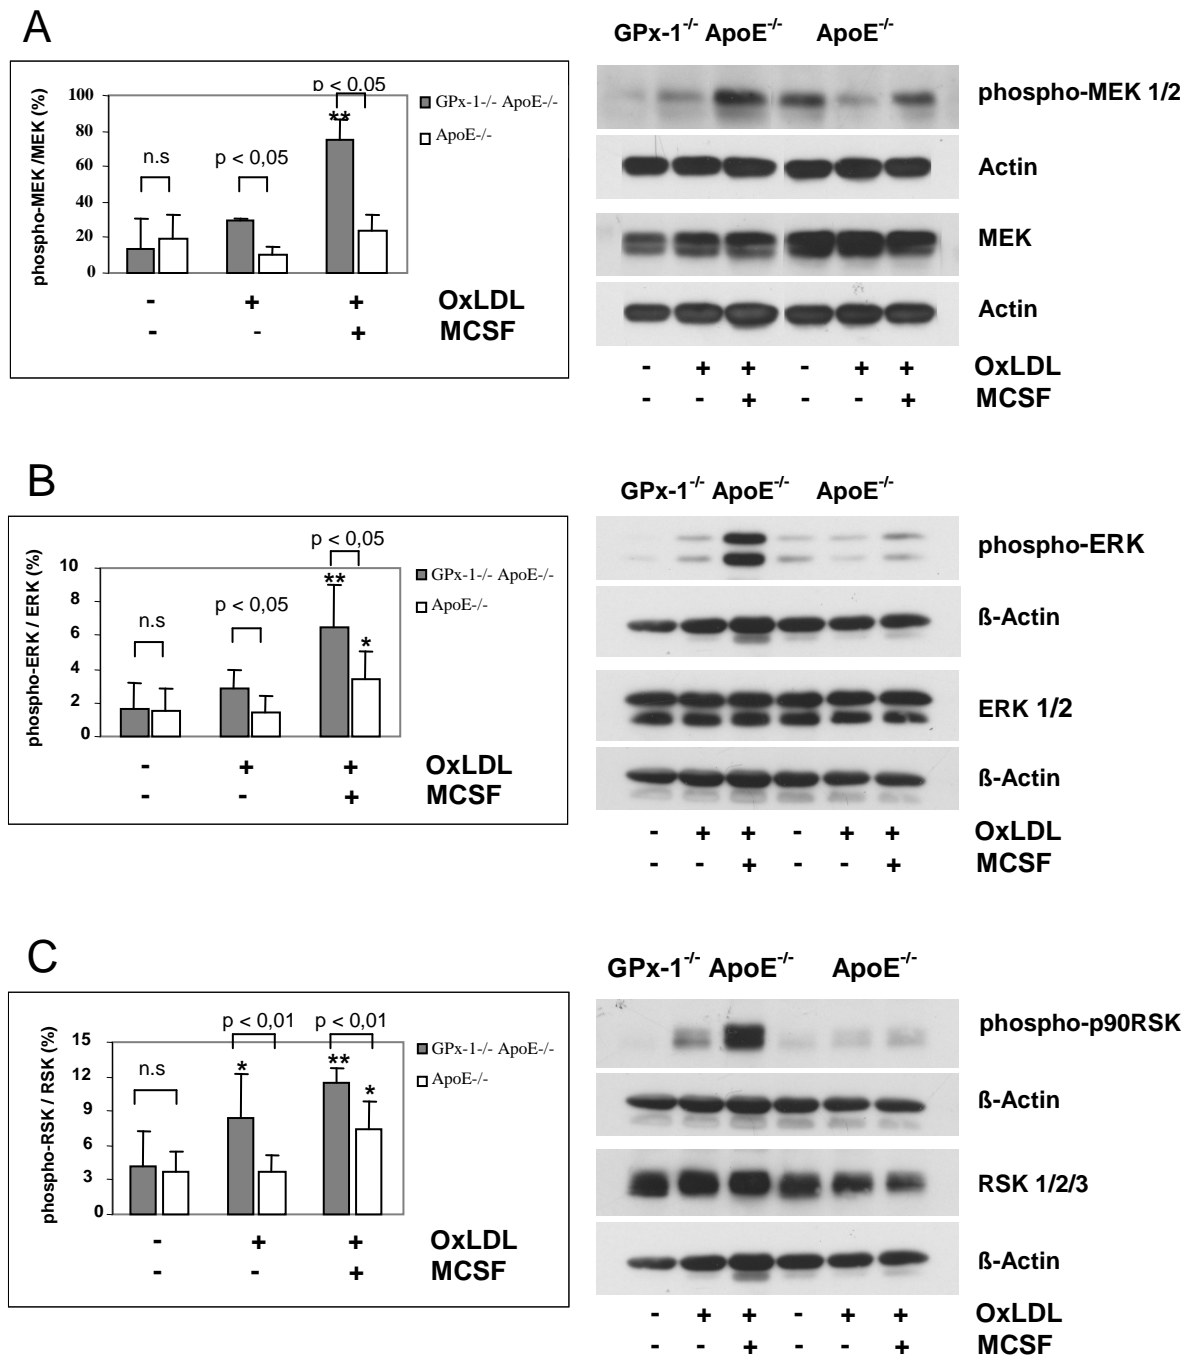 A
GPx-1-/- ApoE-/- ApoE-/-
p < 0.05
100
80
60
40
20
0
phospho-MEK /MEK (%)
n.s
p < 0,05
**
GPx-1-/- ApoE-/-
ApoE-/-
- + + OxLDL
- - + MCSF
phospho-MEK 1/2
Actin
MEK
Actin
- + + - + + OxLDL
- - + - - + MCSF
B
GPx-1-/- ApoE-/- ApoE-/-
p < 0,05
10
8
6
4
2
0
phospho-ERK / ERK (%)
n.s
p < 0,05
**
*
GPx-1-/- ApoE-/-
ApoE-/-
- + + OxLDL
- - + MCSF
phospho-ERK
ß-Actin
ERK 1/2
ß-Actin
- + + - + + OxLDL
- - + - - + MCSF
C
GPx-1-/- ApoE-/- ApoE-/-
p < 0,01 p < 0,01
15
12
9
6
3
0
phospho-RSK / RSK (%)
n.s
*
**
*
GPx-1-/- ApoE-/-
ApoE-/-
- + + OxLDL
- - + MCSF
phospho-p90RSK
ß-Actin
RSK 1/2/3
ß-Actin
- + + - + + OxLDL
- - + - - + MCSF